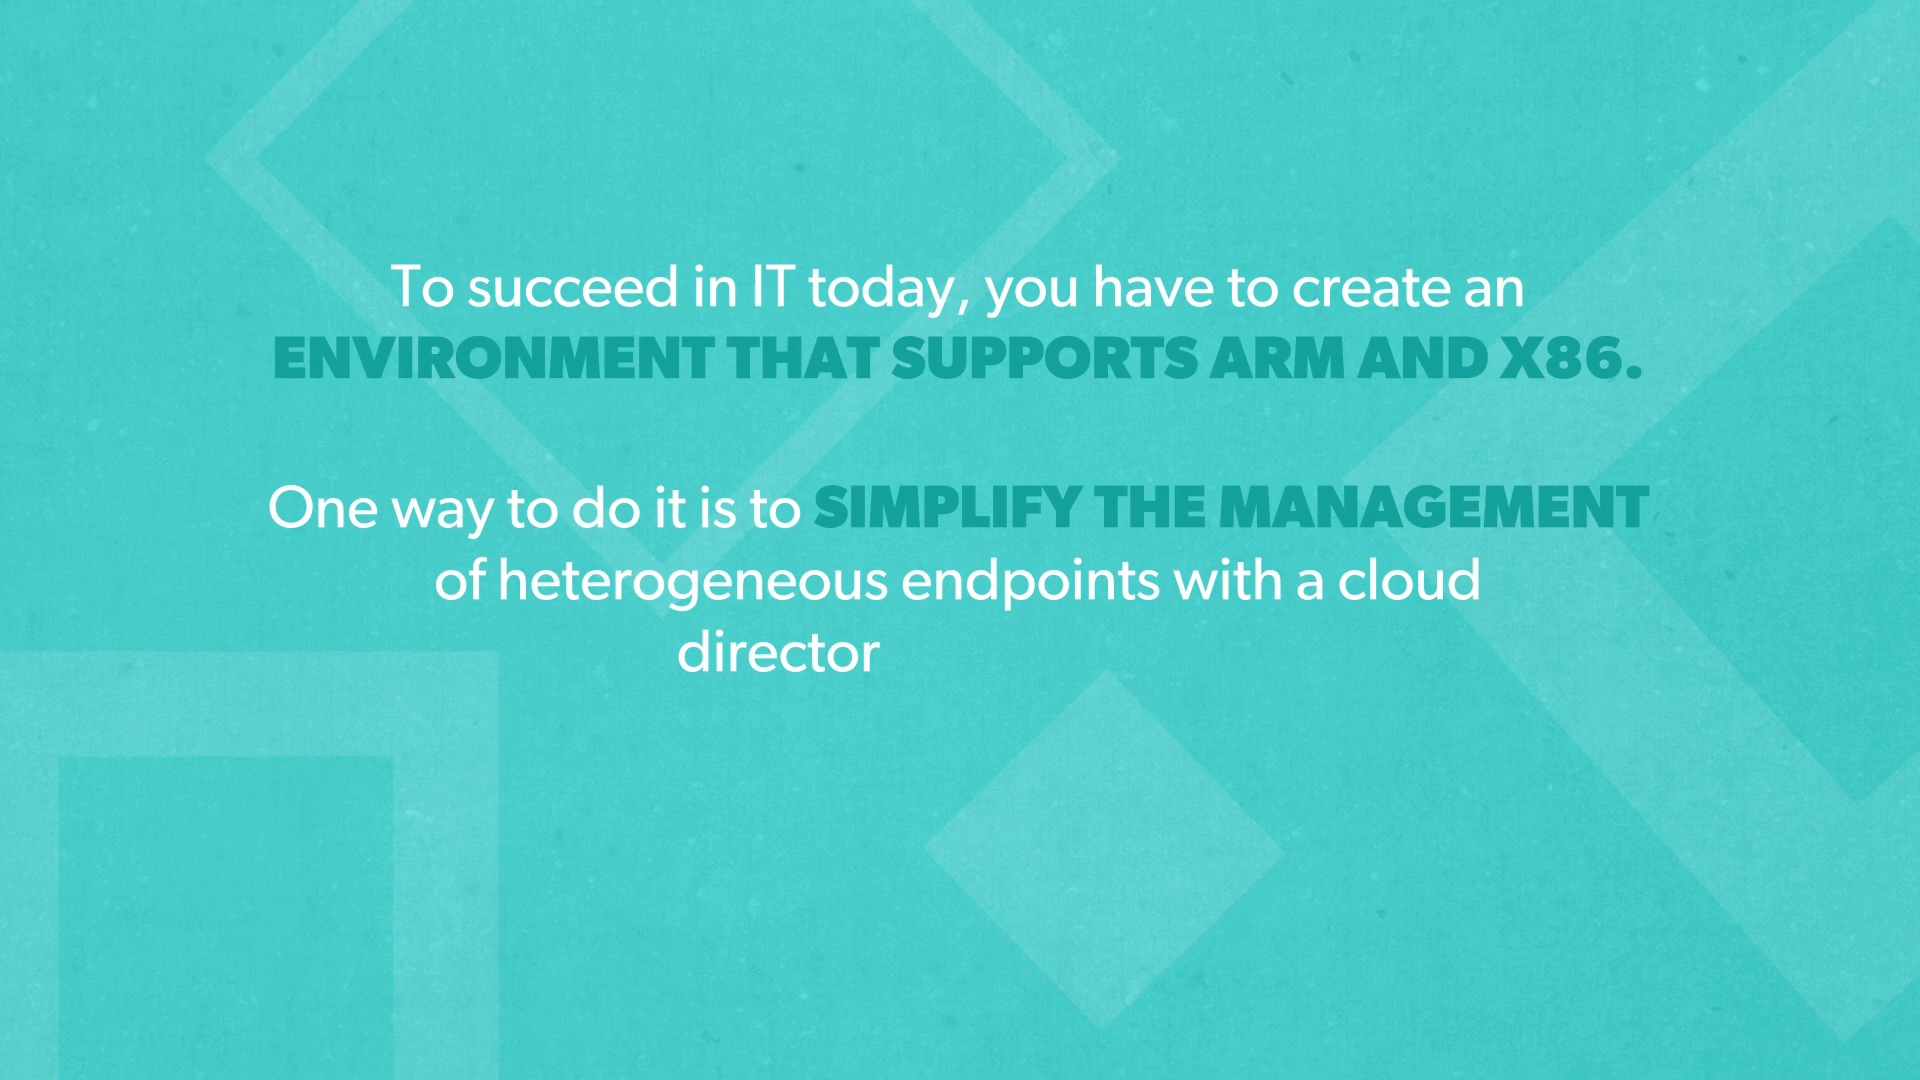 To succeed in IT today, you have to create an
ENVIRONMENT THAT SUPPORTS ARM AND X86.
One way to do it is to SIMPLIFY THE MANAGEMENT
of heterogeneous endpoints with a cloud
director